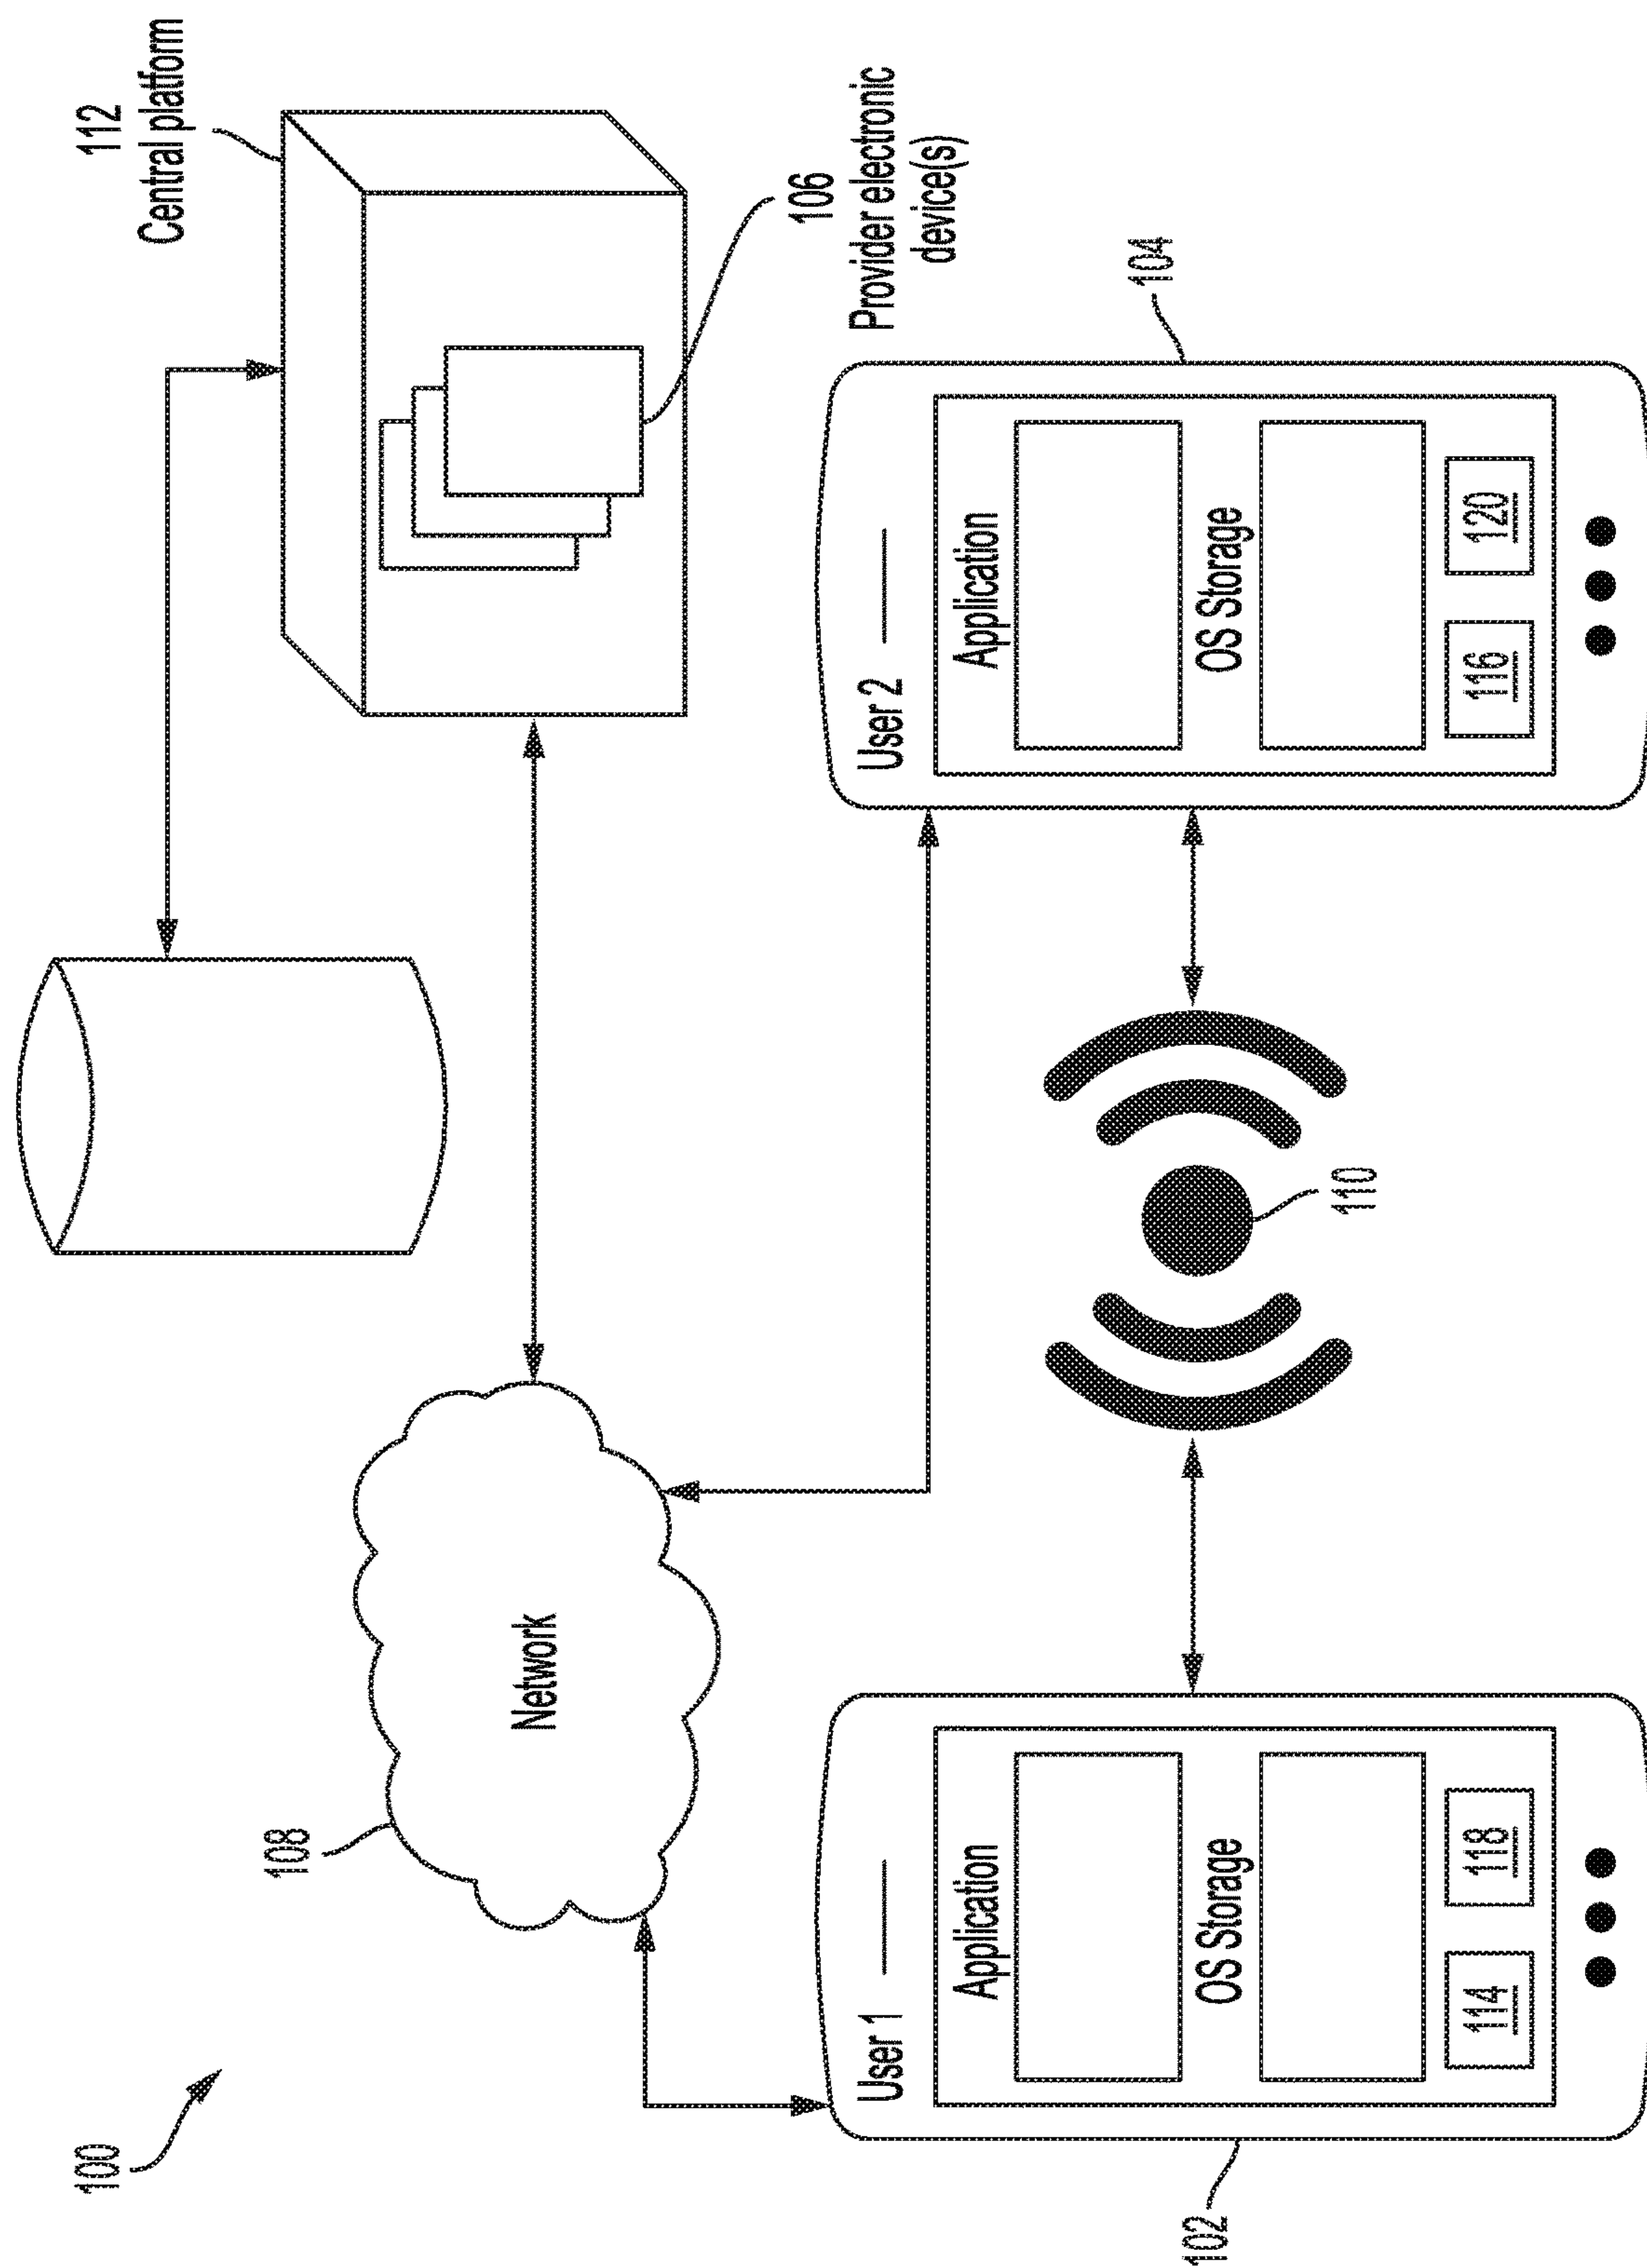 100
112
Central platform
108
Network
106
Provider electronic
device(s)
102
User 1
Application
OS Storage
114
118
110
104
User 2
Application
OS Storage
116
120